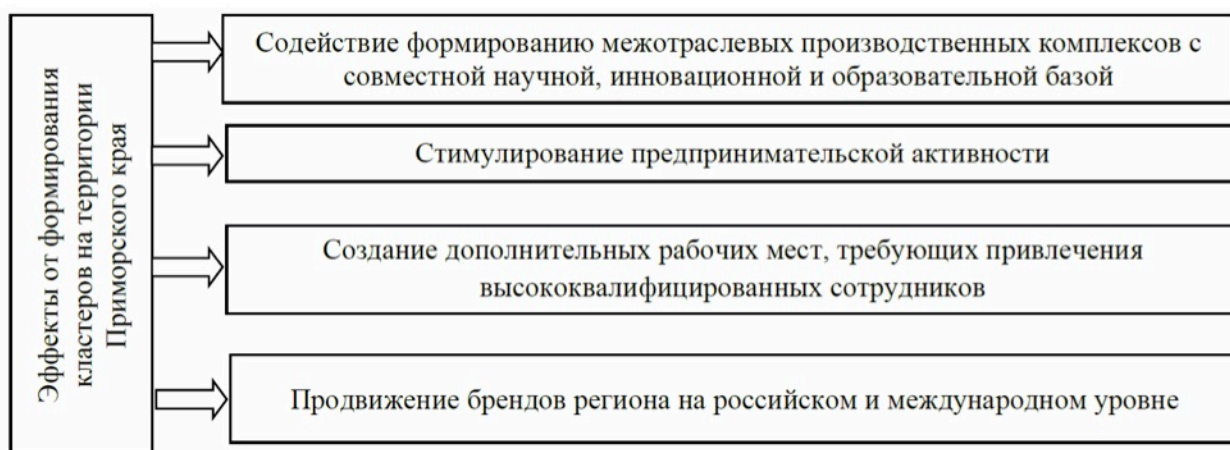 Эффекты от формирования
кластеров на территории
Приморского края
Содействие формированию межотраслевых производственных комплексов с
совместной научной, инновационной и образовательной базой
Стимулирование предпринимательской активности
Создание дополнительных рабочих мест, требующих привлечения
высококвалифицированных сотрудников
Продвижение брендов региона на российском и международном уровне